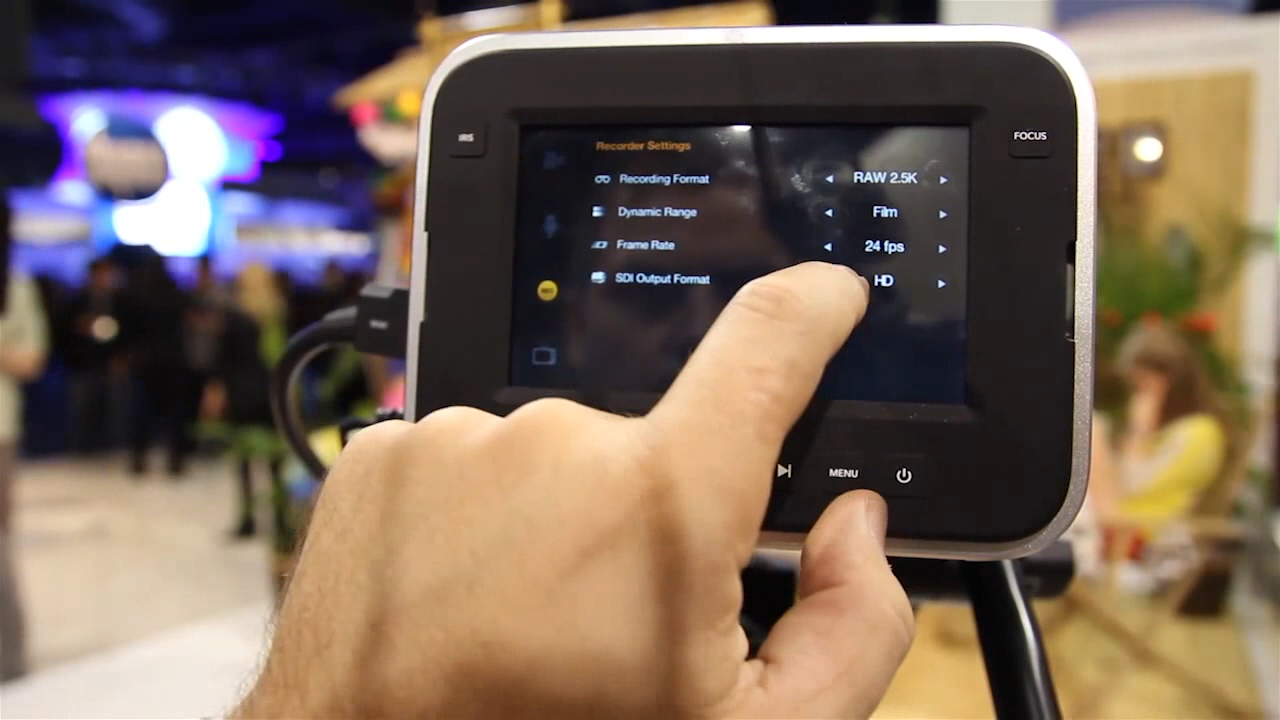 IRIS
FOCUS
Recorder Settings
Recording Format RAW 2.5K
Dynamic Range Film
Frame Rate 24 fps
SDI Output Format HD
REC
MENU